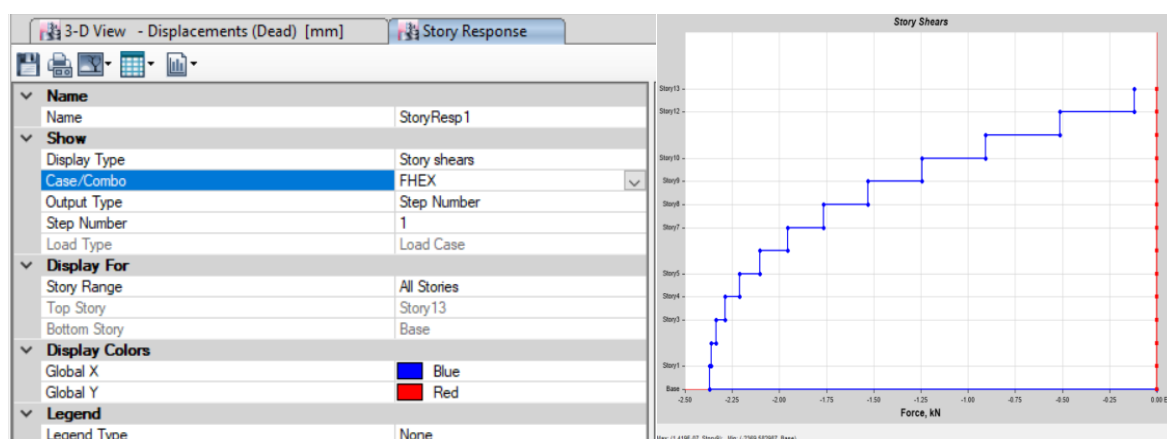 3-D View - Displacements (Dead) [mm]
Story Response
Name
Name StoryResp1
Show
Display Type Story shears
Case/Combo FHEX
Output Type Step Number
Step Number 1
Load Type Load Case
Display For
Story Range All Stories
Top Story Story13
Bottom Story Base
Display Colors
Global X Blue
Global Y Red
Legend
Legend Type None
Story Shears
Story13
Story12
Story10
Story9
Story8
Story7
Story5
Story4
Story3
Story1
Base
-2.50 -2.25 -2.00 -1.75 -1.50 -1.25 -1.00 -0.75 -0.50 -0.25 0.00 E
Force, kN